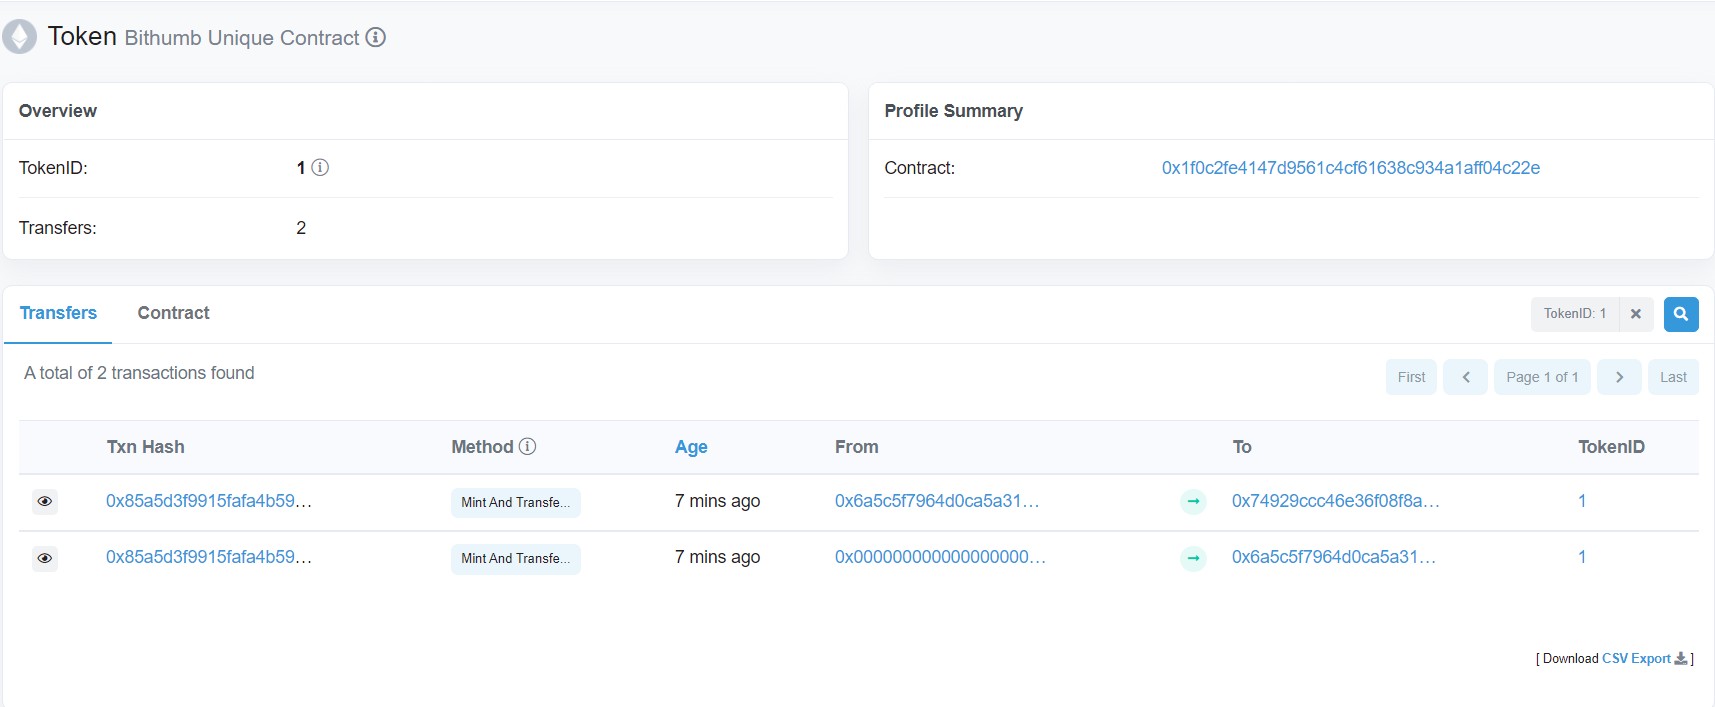 Token Bithumb Unique Contract
Overview
TokenID: 1
Transfers: 2
Profile Summary
Contract: 0x1f0c2fe4147d9561c4cf61638c934a1aff04c22e
Transfers Contract
TokenID: 1
A total of 2 transactions found
First Page 1 of 1 Last
Txn Hash Method Age From To TokenID
0x85a5d3f9915fafa4b59... Mint And Transfe... 7 mins ago 0x6a5c5f7964d0ca5a31... 0x74929ccc46e36f08f8a... 1
0x85a5d3f9915fafa4b59... Mint And Transfe... 7 mins ago 0x000000000000000000... 0x6a5c5f7964d0ca5a31... 1
[ Download CSV Export ]